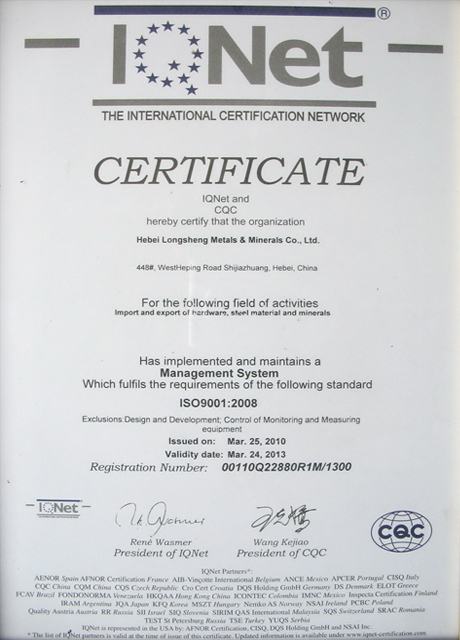 IQNet ®
THE INTERNATIONAL CERTIFICATION NETWORK
CERTIFICATE
IQNet and
CQC
hereby certify that the organization
Hebei Longsheng Metals & Minerals Co., Ltd.
448#, WestHeping Road Shijiazhuang, Hebei, China
For the following field of activities
Import and export of hardware, steel material and minerals
Has implemented and maintains a
Management System
Which fulfils the requirements of the following standard
ISO9001:2008
Exclusions:Design and Development; Control of Monitoring and Measuring
equipment
Issued on: Mar. 25, 2010
Validity date: Mar. 24, 2013
Registration Number: 00110Q22880R1M/1300
IQNet
CQC
René Wasmer Wang Kejiao
President of IQNet President of CQC
IQNet Partners*:
AENOR Spain AFNOR Certification France AIB-Vinçotte International Belgium ANCE Mexico APCER Portugal CISQ Italy
CQC China CQM China CQS Czech Republic Cro Cert Croatia DQS Holding GmbH Germany DS Denmark ELOT Greece
FCAV Brazil FONDONORMA Venezuela HKQAA Hong Kong China ICONTEC Colombia IMNC Mexico Inspecta Certification Finland
IRAM Argentina JQA Japan KFQ Korea MSZT Hungary Nemko AS Norway NSAI Ireland PCBC Poland
Quality Austria Austria RR Russia SII Israel SIQ Slovenia SIRIM QAS International Malaysia SQS Switzerland SRAC Romania
TEST St Petersburg Russia TSE Turkey YUQS Serbia
IQNet is represented in the USA by: AFNOR Certification, CISQ, DQS Holding GmbH and NSAI Inc.
* The list of IQNet partners is valid at the time of issue of this certificate. Updated information is available under www.iqnet-certification.com